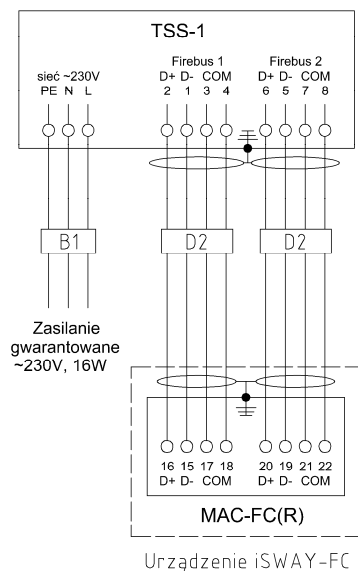 TSS-1
Firebus 1 Firebus 2
sieć ~230V D+ D- COM D+ D- COM
PE N L 2 1 3 4 6 5 7 8
B1 D2 D2
Zasilanie
gwarantowane
~230V, 16W
16 15 17 18 20 19 21 22
D+ D- COM D+ D- COM
MAC-FC(R)
Urządzenie iSWAY-FC